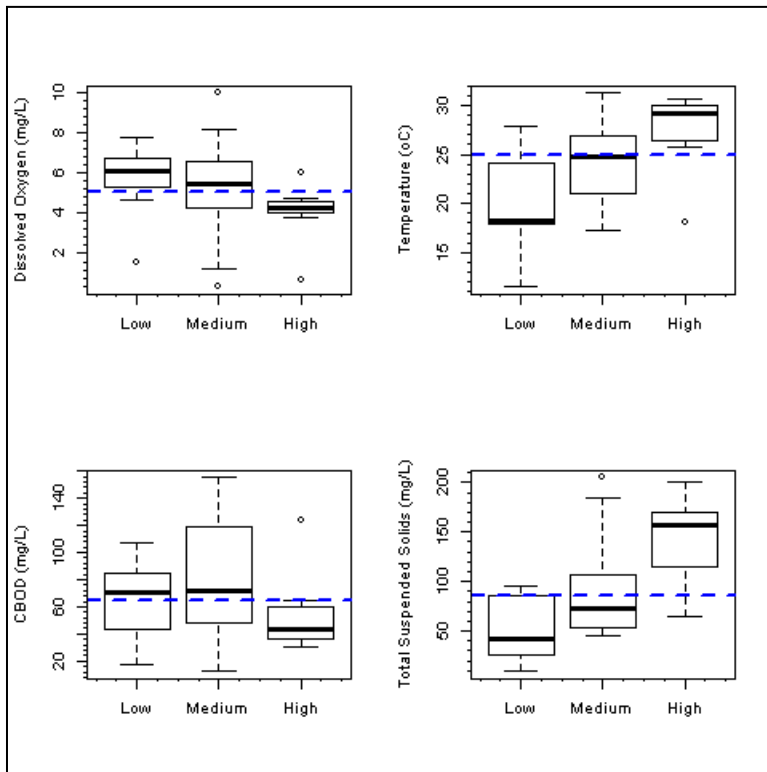 Dissolved Oxygen (mg/L)
10
8
6
4
2
Low Medium High
Temperature (oC)
30
25
20
15
Low Medium High
CBOD (mg/L)
140
100
60
20
Low Medium High
Total Suspended Solids (mg/L)
200
150
100
50
Low Medium High